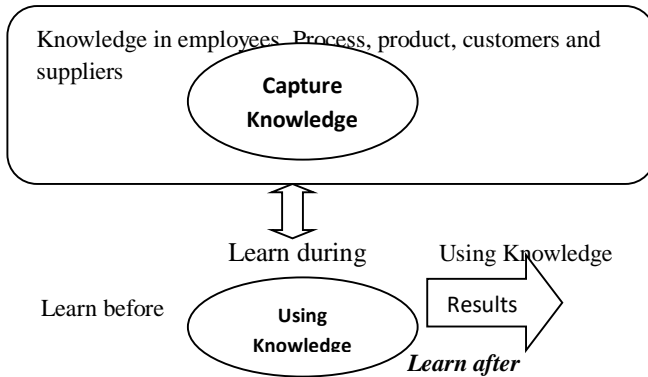 Knowledge in employees. Process, product, customers and
suppliers
Capture
Knowledge
Learn during
Using Knowledge
Learn before
Using
Knowledge
Results
Learn after